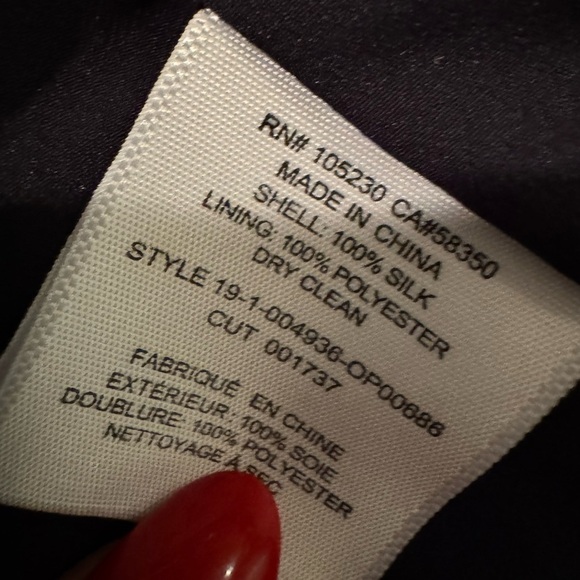 RN# 105230 CA#58350
MADE IN CHINA
SHELL: 100% SILK
LINING: 100% POLYESTER
DRY CLEAN
STYLE 19-1-004936-OP00686
CUT 001737
FABRIQUÉ EN CHINE
EXTÉRIEUR: 100% SOIE
DOUBLURE: 100% POLYESTER
NETTOYAGE À SEC